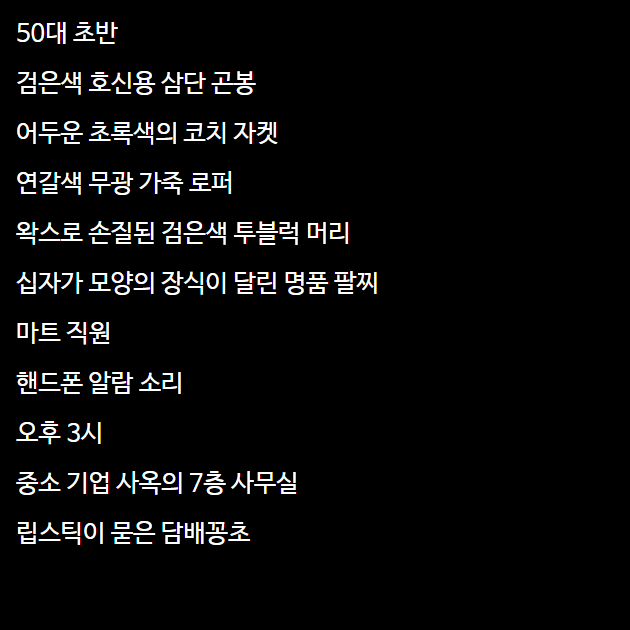 50대 초반
검은색 호신용 삼단 곤봉
어두운 초록색의 코치 자켓
연갈색 무광 가죽 로퍼
왁스로 손질된 검은색 투블럭 머리
십자가 모양의 장식이 달린 명품 팔찌
마트 직원
핸드폰 알람 소리
오후 3시
중소 기업 사옥의 7층 사무실
립스틱이 묻은 담배꽁초